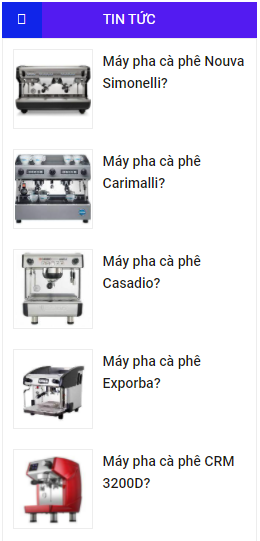 TIN TỨC
Máy pha cà phê Nouva
Simonelli?
Máy pha cà phê
Carimalli?
Máy pha cà phê
Casadio?
Máy pha cà phê
Exporba?
Máy pha cà phê CRM
3200D?